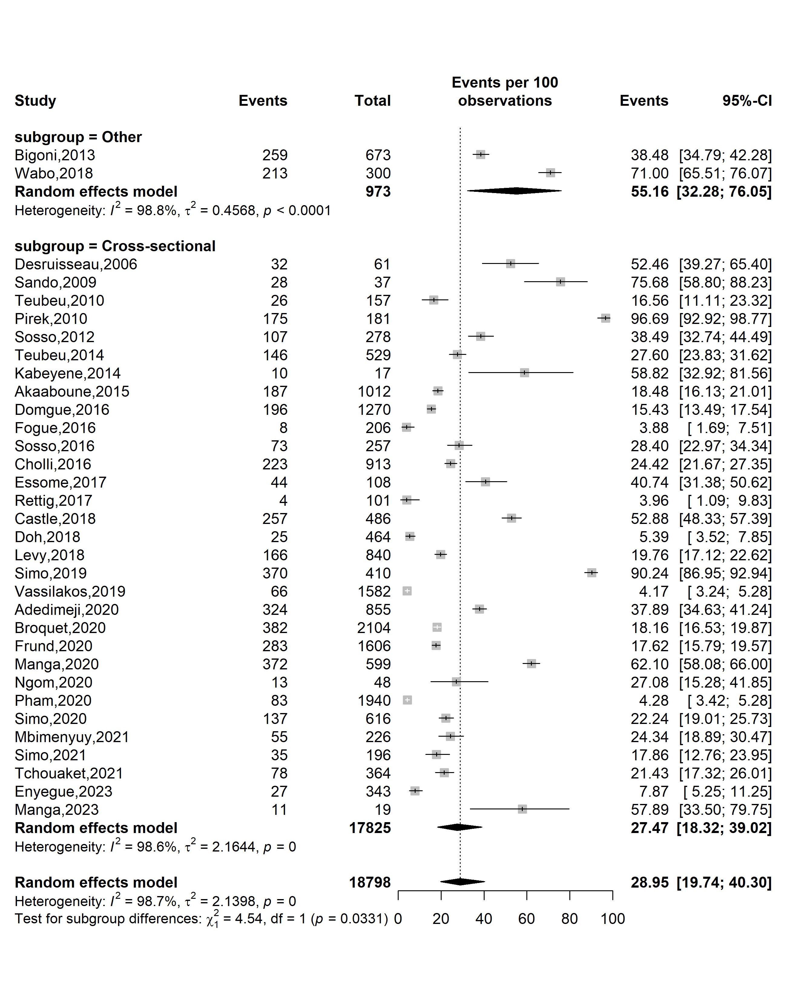 Events per 100
Study Events Total observations Events 95%-CI
subgroup = Other
Bigoni,2013 259 673 38.48 [34.79; 42.28]
Wabo,2018 213 300 71.00 [65.51; 76.07]
Random effects model 973 55.16 [32.28; 76.05]
Heterogeneity: I² = 98.8%, τ² = 0.4568, p < 0.0001
subgroup = Cross-sectional
Desruisseau,2006 32 61 52.46 [39.27; 65.40]
Sando,2009 28 37 75.68 [58.80; 88.23]
Teubeu,2010 26 157 16.56 [11.11; 23.32]
Pirek,2010 175 181 96.69 [92.92; 98.77]
Sosso,2012 107 278 38.49 [32.74; 44.49]
Teubeu,2014 146 529 27.60 [23.83; 31.62]
Kabeyene,2014 10 17 58.82 [32.92; 81.56]
Akaaboune,2015 187 1012 18.48 [16.13; 21.01]
Domgue,2016 196 1270 15.43 [13.49; 17.54]
Fogue,2016 8 206 3.88 [ 1.69; 7.51]
Sosso,2016 73 257 28.40 [22.97; 34.34]
Cholli,2016 223 913 24.42 [21.67; 27.35]
Essome,2017 44 108 40.74 [31.38; 50.62]
Rettig,2017 4 101 3.96 [ 1.09; 9.83]
Castle,2018 257 486 52.88 [48.33; 57.39]
Doh,2018 25 464 5.39 [ 3.52; 7.85]
Levy,2018 166 840 19.76 [17.12; 22.62]
Simo,2019 370 410 90.24 [86.95; 92.94]
Vassilakos,2019 66 1582 4.17 [ 3.24; 5.28]
Adedimeji,2020 324 855 37.89 [34.63; 41.24]
Broquet,2020 382 2104 18.16 [16.53; 19.87]
Frund,2020 283 1606 17.62 [15.79; 19.57]
Manga,2020 372 599 62.10 [58.08; 66.00]
Ngom,2020 13 48 27.08 [15.28; 41.85]
Pham,2020 83 1940 4.28 [ 3.42; 5.28]
Simo,2020 137 616 22.24 [19.01; 25.73]
Mbimenyuy,2021 55 226 24.34 [18.89; 30.47]
Simo,2021 35 196 17.86 [12.76; 23.95]
Tchouaket,2021 78 364 21.43 [17.32; 26.01]
Enyegue,2023 27 343 7.87 [ 5.25; 11.25]
Manga,2023 11 19 57.89 [33.50; 79.75]
Random effects model 17825 27.47 [18.32; 39.02]
Heterogeneity: I² = 98.6%, τ² = 2.1644, p = 0
Random effects model 18798 28.95 [19.74; 40.30]
Heterogeneity: I² = 98.7%, τ² = 2.1398, p = 0
Test for subgroup differences: χ²₁ = 4.54, df = 1 (p = 0.0331) 0 20 40 60 80 100